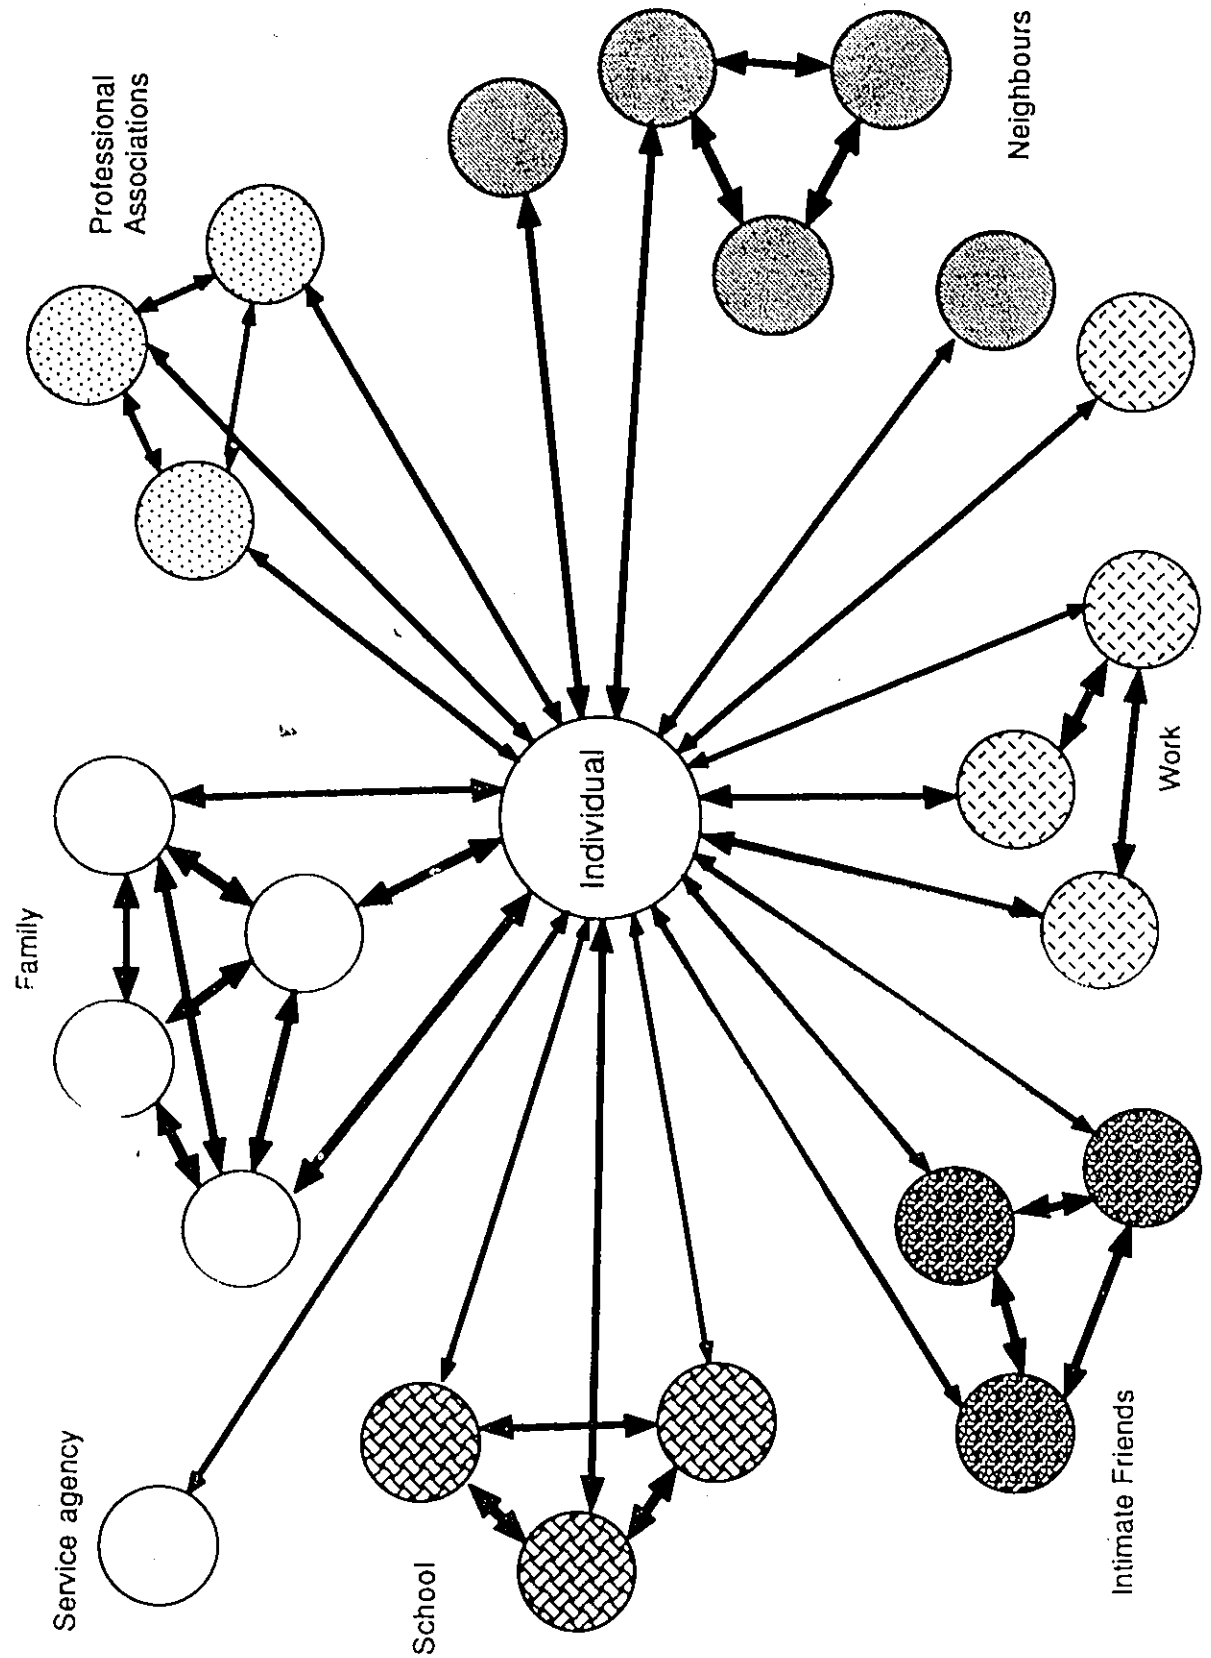 Service agency
Family
Professional
Associations
School
Individual
Neighbours
Intimate Friends
Work